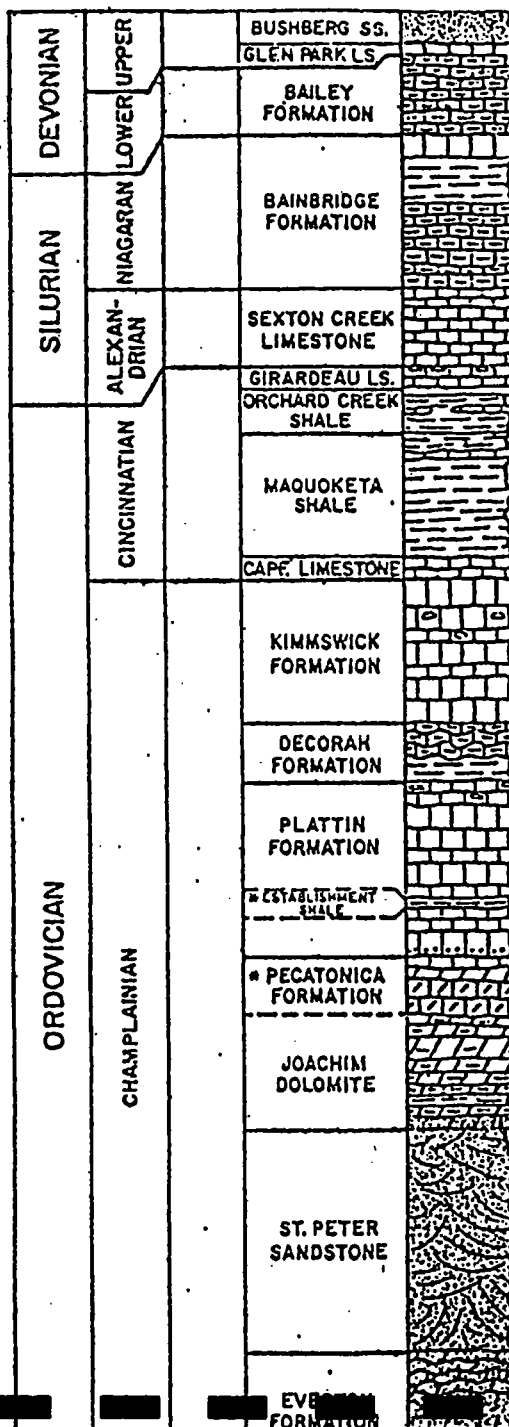 DEVONIAN
SILURIAN
ORDOVICIAN
UPPER
LOWER
NIAGARAN
ALEXAN-
DRIAN
CINCINNATIAN
CHAMPLAINIAN
BUSHBERG SS.
GLEN PARK LS.
BAILEY
FORMATION
BAINBRIDGE
FORMATION
SEXTON CREEK
LIMESTONE
GIRARDEAU LS.
ORCHARD CREEK
SHALE
MAQUOKETA
SHALE
CAPE LIMESTONE
KIMMSWICK
FORMATION
DECORAH
FORMATION
PLATTIN
FORMATION
* ESTABLISHMENT
SHALE
* PECATONICA
FORMATION
JOACHIM
DOLOMITE
ST. PETER
SANDSTONE
FORMATION